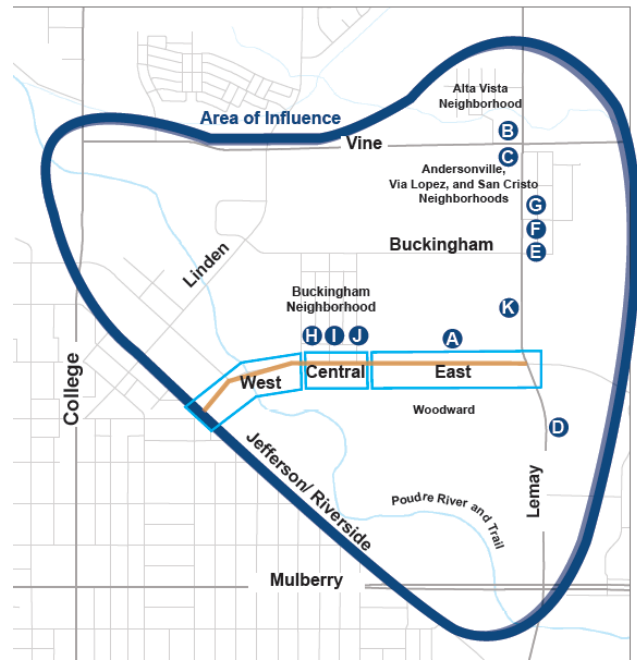 Alta Vista
Neighborhood
Area of Influence
B
Vine
C
Andersonville,
Via Lopez, and San Cristo
Neighborhoods
G
F
Buckingham
E
Linden
Buckingham
Neighborhood
K
H I J
A
West
Central
East
College
Woodward
D
Jefferson/ Riverside
Lemay
Poudre River and Trail
Mulberry